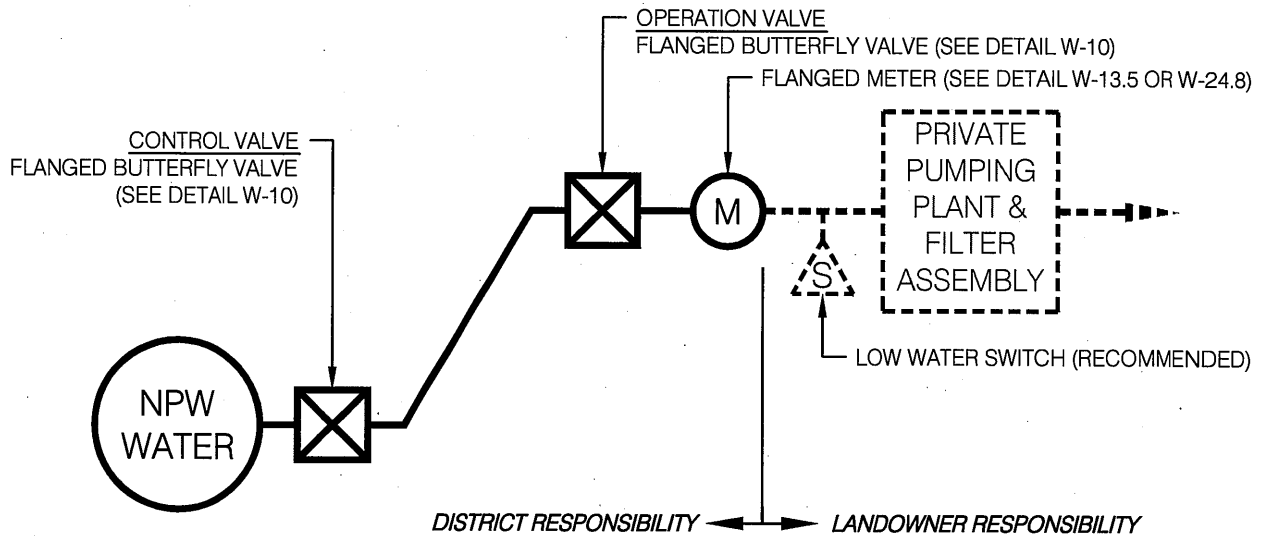 OPERATION VALVE
FLANGED BUTTERFLY VALVE (SEE DETAIL W-10)
FLANGED METER (SEE DETAIL W-13.5 OR W-24.8)
CONTROL VALVE
FLANGED BUTTERFLY VALVE
(SEE DETAIL W-10)
PRIVATE
PUMPING
PLANT &
FILTER
ASSEMBLY
M
S
LOW WATER SWITCH (RECOMMENDED)
NPW
WATER
DISTRICT RESPONSIBILITY
LANDOWNER RESPONSIBILITY